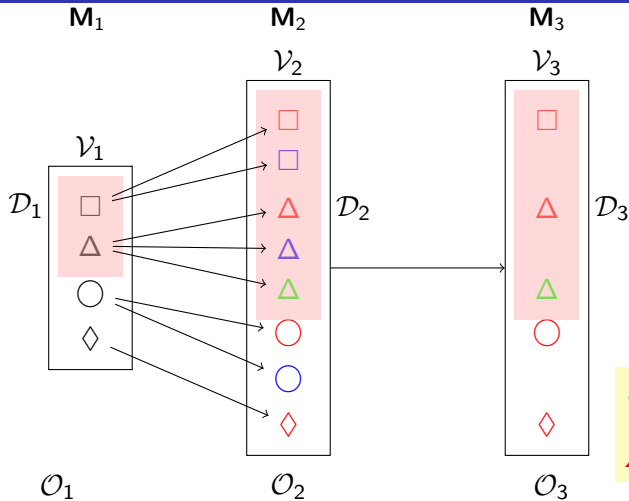 M₁ M₂ M₃
𝒱₂ 𝒱₃
𝒱₁
𝒟₁ 𝒟₂ 𝒟₃
𝒪₁ 𝒪₂ 𝒪₃